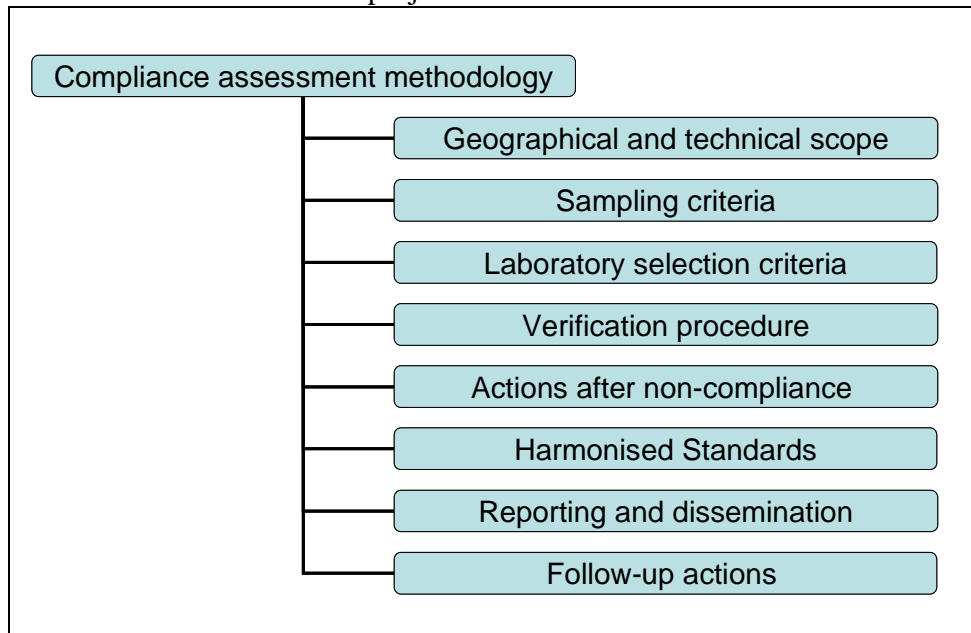 Compliance assessment methodology
Geographical and technical scope
Sampling criteria
Laboratory selection criteria
Verification procedure
Actions after non-compliance
Harmonised Standards
Reporting and dissemination
Follow-up actions